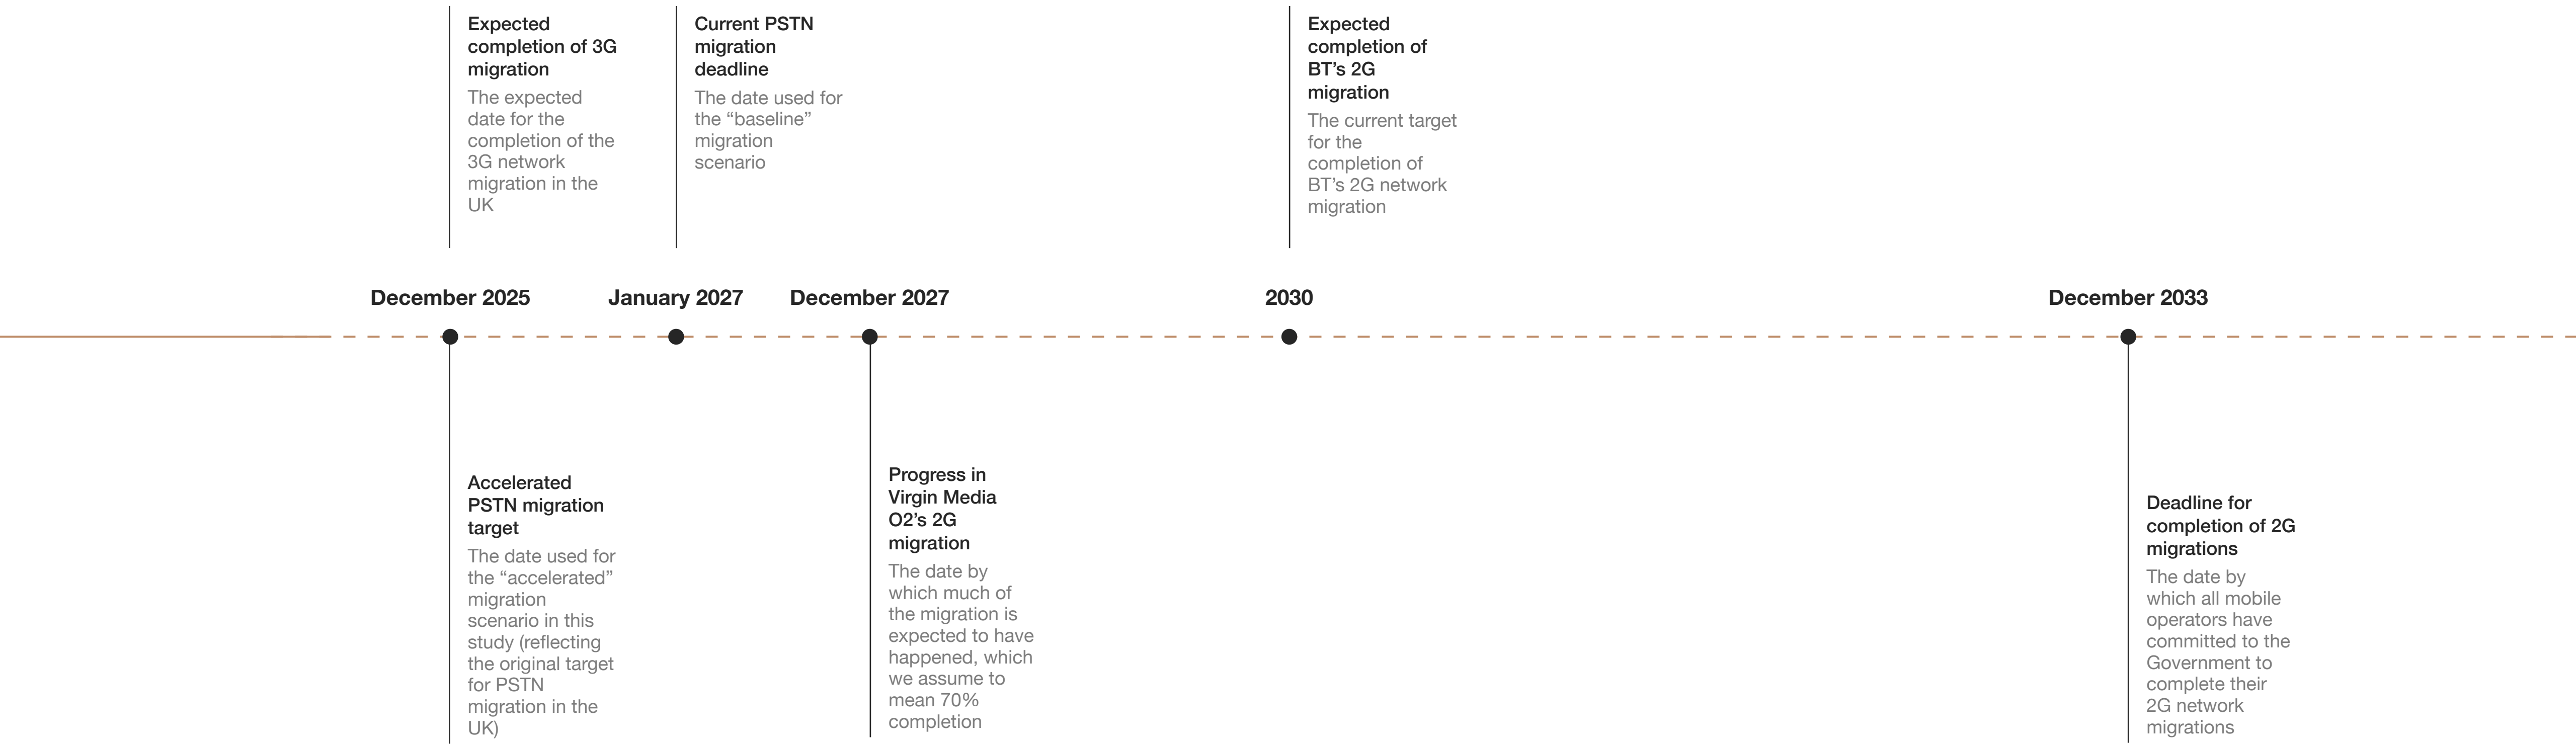 Expected
completion of 3G
migration
The expected
date for the
completion of the
3G network
migration in the
UK
Current PSTN
migration
deadline
The date used for
the “baseline”
migration
scenario
Expected
completion of
BT’s 2G
migration
The current target
for the
completion of
BT’s 2G network
migration
December 2025
January 2027
December 2027
2030
December 2033
Accelerated
PSTN migration
target
The date used for
the “accelerated”
migration
scenario in this
study (reflecting
the original target
for PSTN
migration in the
UK)
Progress in
Virgin Media
O2’s 2G
migration
The date by
which much of
the migration is
expected to have
happened, which
we assume to
mean 70%
completion
Deadline for
completion of 2G
migrations
The date by
which all mobile
operators have
committed to the
Government to
complete their
2G network
migrations